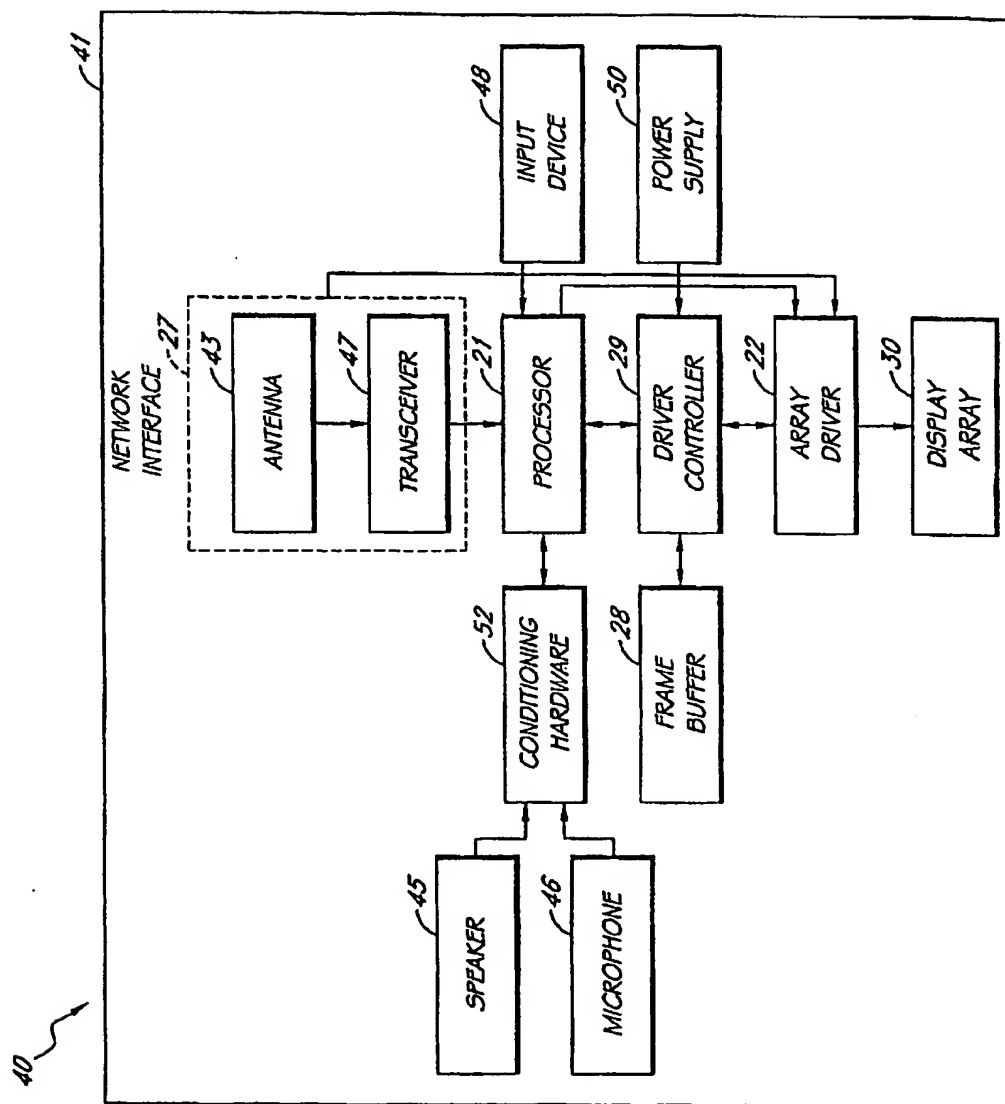 40
41
NETWORK
INTERFACE
27
43
ANTENNA
47
TRANSCEIVER
21
PROCESSOR
29
DRIVER
CONTROLLER
22
ARRAY
DRIVER
30
DISPLAY
ARRAY
48
INPUT
DEVICE
50
POWER
SUPPLY
52
CONDITIONING
HARDWARE
28
FRAME
BUFFER
45
SPEAKER
46
MICROPHONE